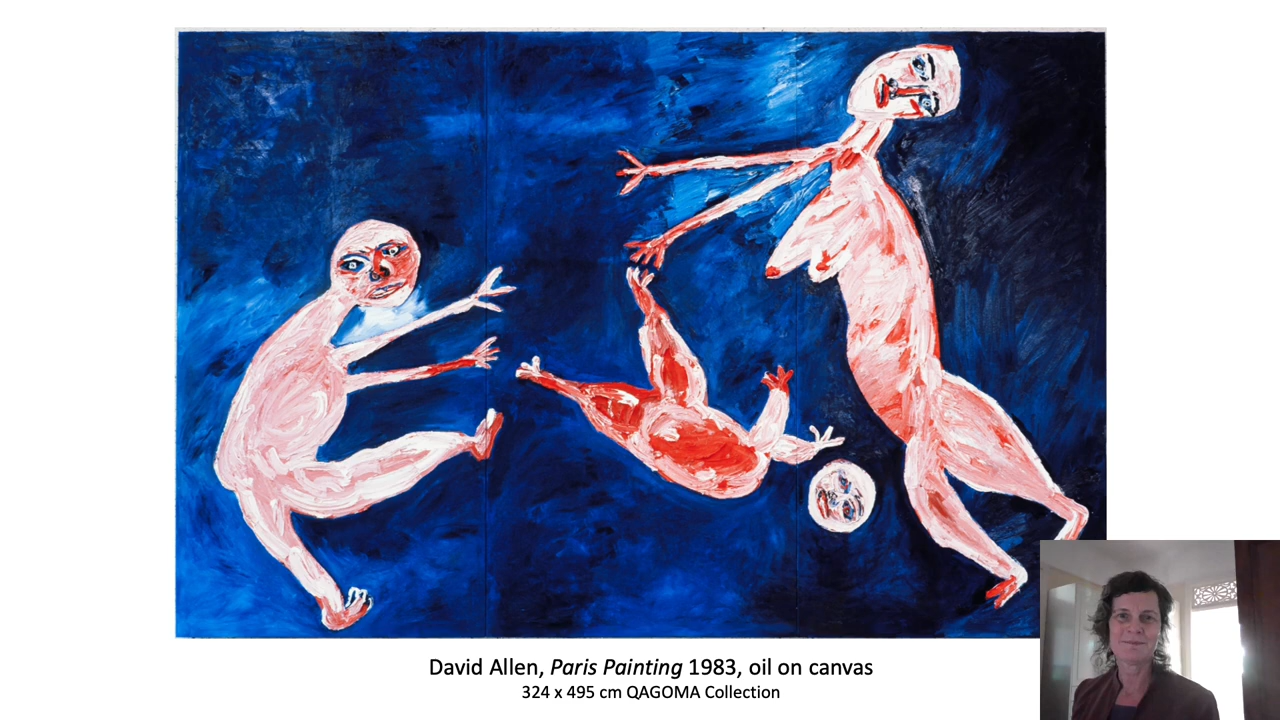 David Allen, Paris Painting 1983, oil on canvas
324 x 495 cm QAGOMA Collection